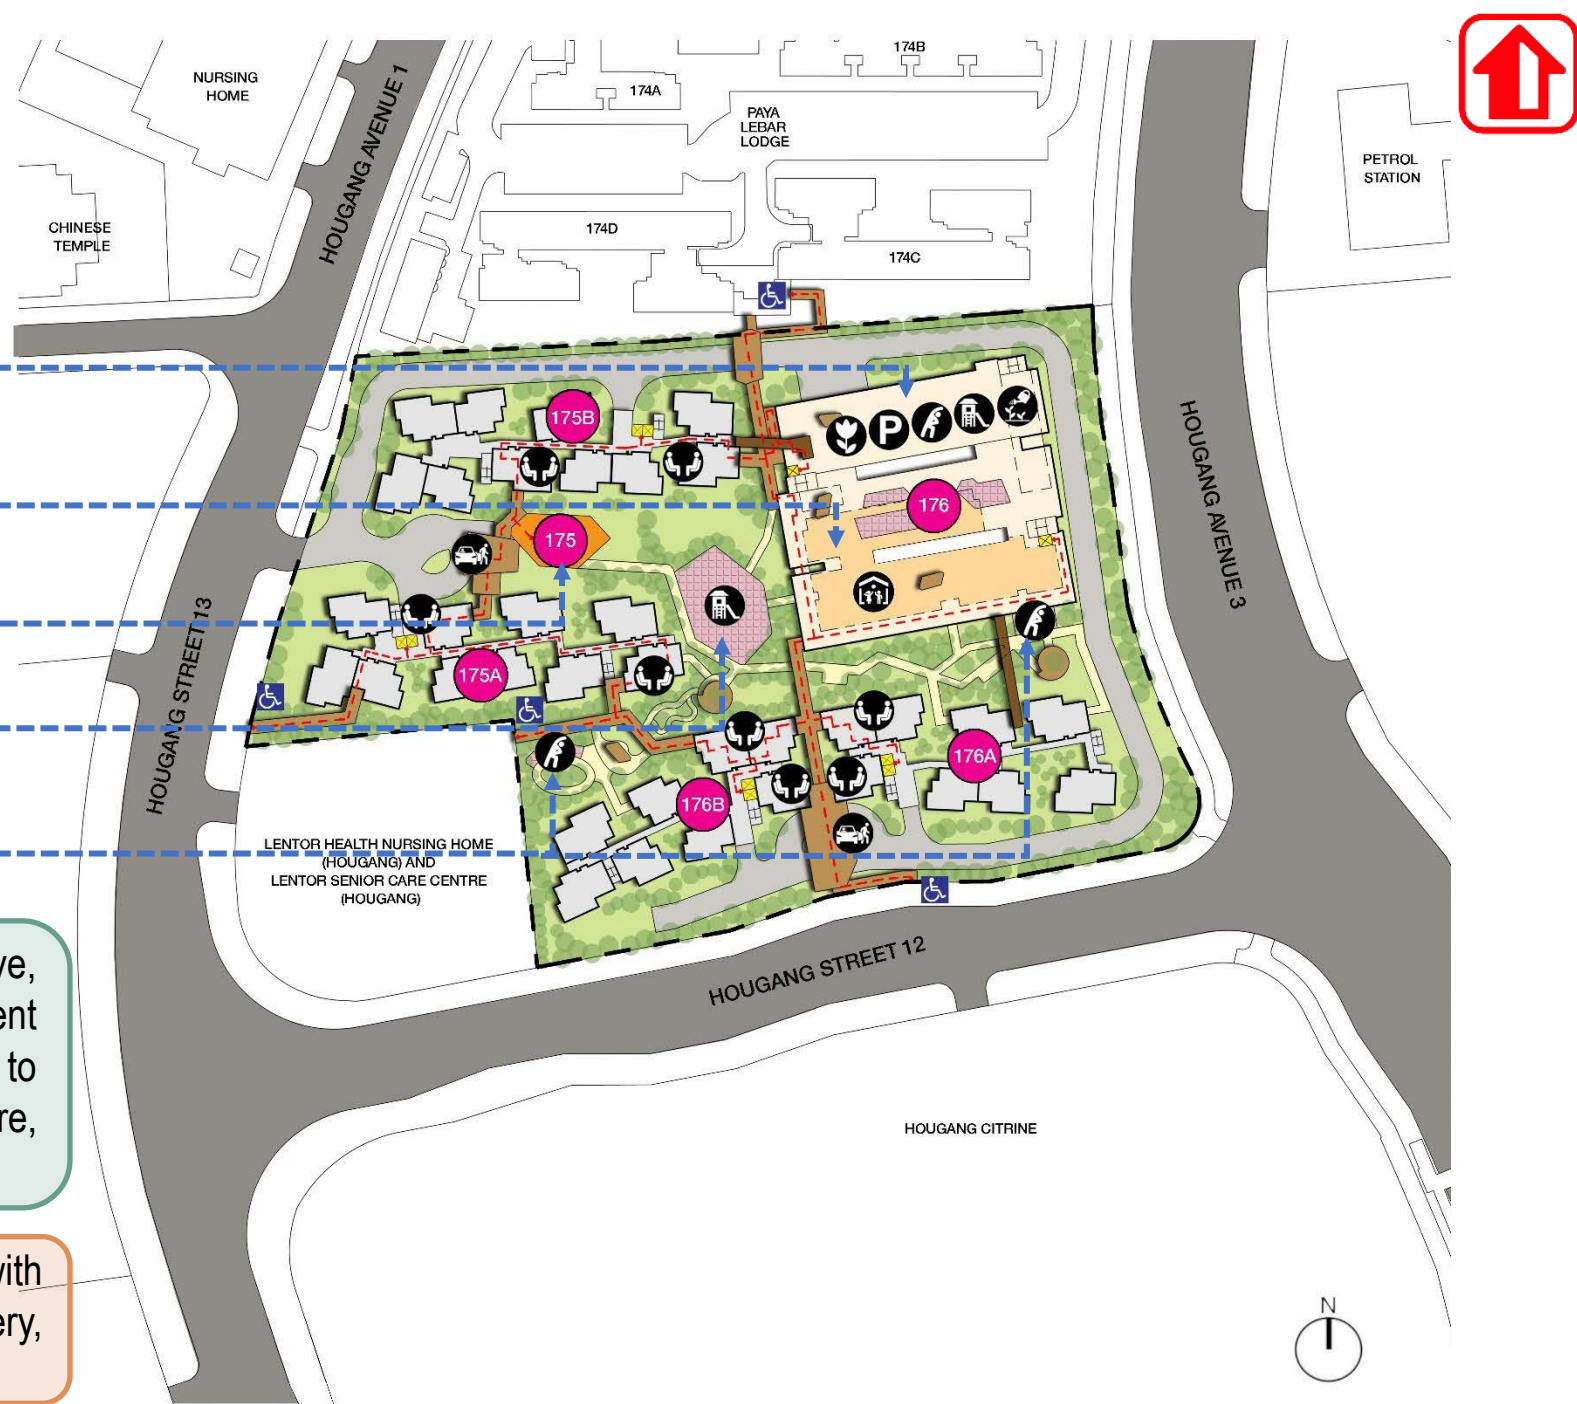 174B
NURSING
HOME
174A
HOUGANG AVENUE 1
PAYA
LEBAR
LODGE
PETROL
STATION
CHINESE
TEMPLE
174D
174C
175B
P
HOUGANG AVENUE 3
176
175
HOUGANG STREET 13
175A
176A
176B
LENTOR HEALTH NURSING HOME
(HOUGANG) AND
LENTOR SENIOR CARE CENTRE
(HOUGANG)
HOUGANG STREET 12
HOUGANG CITRINE
to
with
N